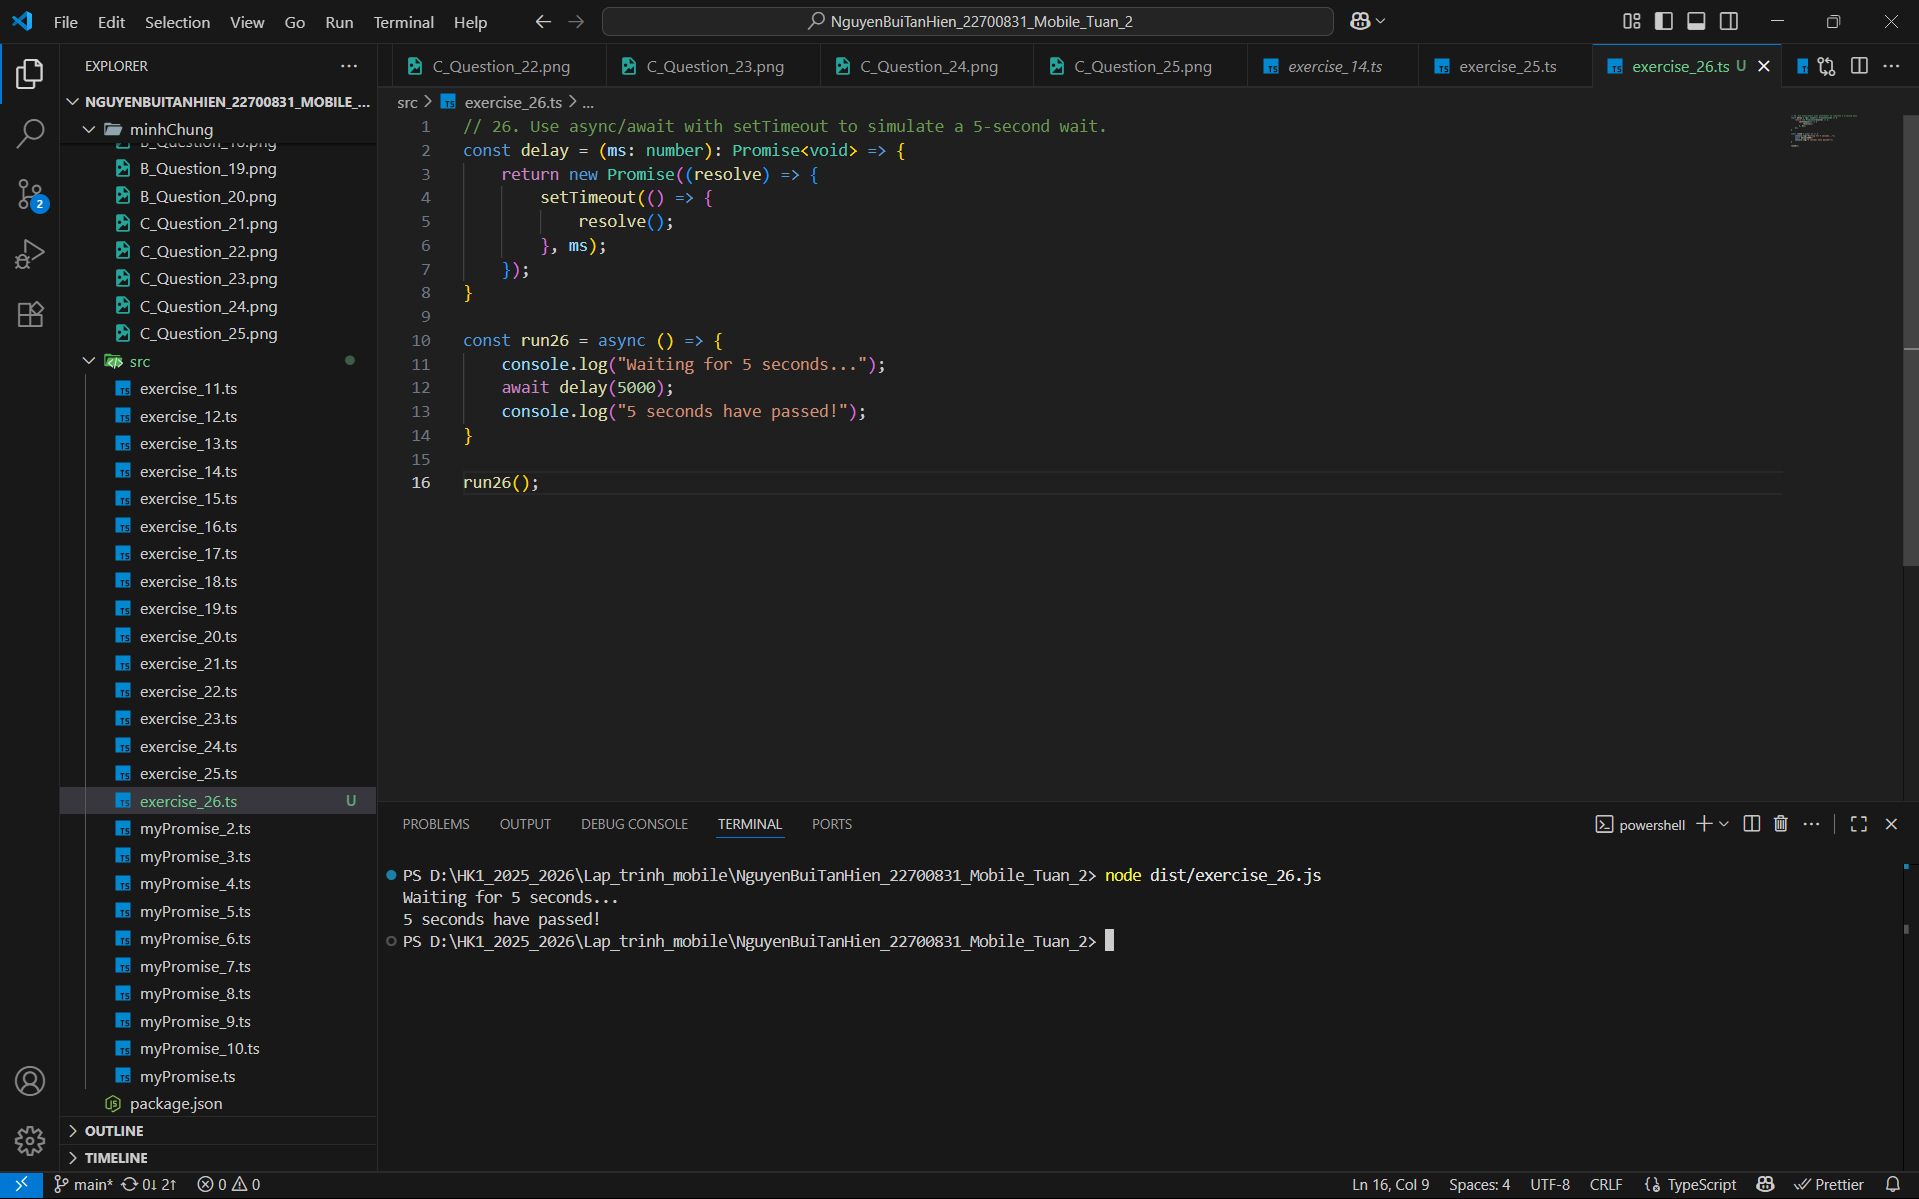 File Edit Selection View Go Run Terminal Help
NguyenBuiTanHien_22700831_Mobile_Tuan_2
EXPLORER
NGUYENBUITANHIEN_22700831_MOBILE_...
minhChung
B_Question_18.png
B_Question_19.png
B_Question_20.png
C_Question_21.png
C_Question_22.png
C_Question_23.png
C_Question_24.png
C_Question_25.png
src
exercise_11.ts
exercise_12.ts
exercise_13.ts
exercise_14.ts
exercise_15.ts
exercise_16.ts
exercise_17.ts
exercise_18.ts
exercise_19.ts
exercise_20.ts
exercise_21.ts
exercise_22.ts
exercise_23.ts
exercise_24.ts
exercise_25.ts
exercise_26.ts U
myPromise_2.ts
myPromise_3.ts
myPromise_4.ts
myPromise_5.ts
myPromise_6.ts
myPromise_7.ts
myPromise_8.ts
myPromise_9.ts
myPromise_10.ts
myPromise.ts
package.json
OUTLINE
TIMELINE
2
C_Question_22.png C_Question_23.png C_Question_24.png C_Question_25.png exercise_14.ts exercise_25.ts exercise_26.ts U
src > exercise_26.ts > ...
1 // 26. Use async/await with setTimeout to simulate a 5-second wait.
2 const delay = (ms: number): Promise<void> => {
3 return new Promise((resolve) => {
4 setTimeout(() => {
5 resolve();
6 }, ms);
7 });
8 }
9
10 const run26 = async () => {
11 console.log("Waiting for 5 seconds...");
12 await delay(5000);
13 console.log("5 seconds have passed!");
14 }
15
16 run26();
PROBLEMS OUTPUT DEBUG CONSOLE TERMINAL PORTS
powershell
PS D:\HK1_2025_2026\Lap_trinh_mobile\NguyenBuiTanHien_22700831_Mobile_Tuan_2> node dist/exercise_26.js
Waiting for 5 seconds...
5 seconds have passed!
PS D:\HK1_2025_2026\Lap_trinh_mobile\NguyenBuiTanHien_22700831_Mobile_Tuan_2>
main* 0↓ 2↑ 0 0
Ln 16, Col 9 Spaces: 4 UTF-8 CRLF TypeScript Prettier